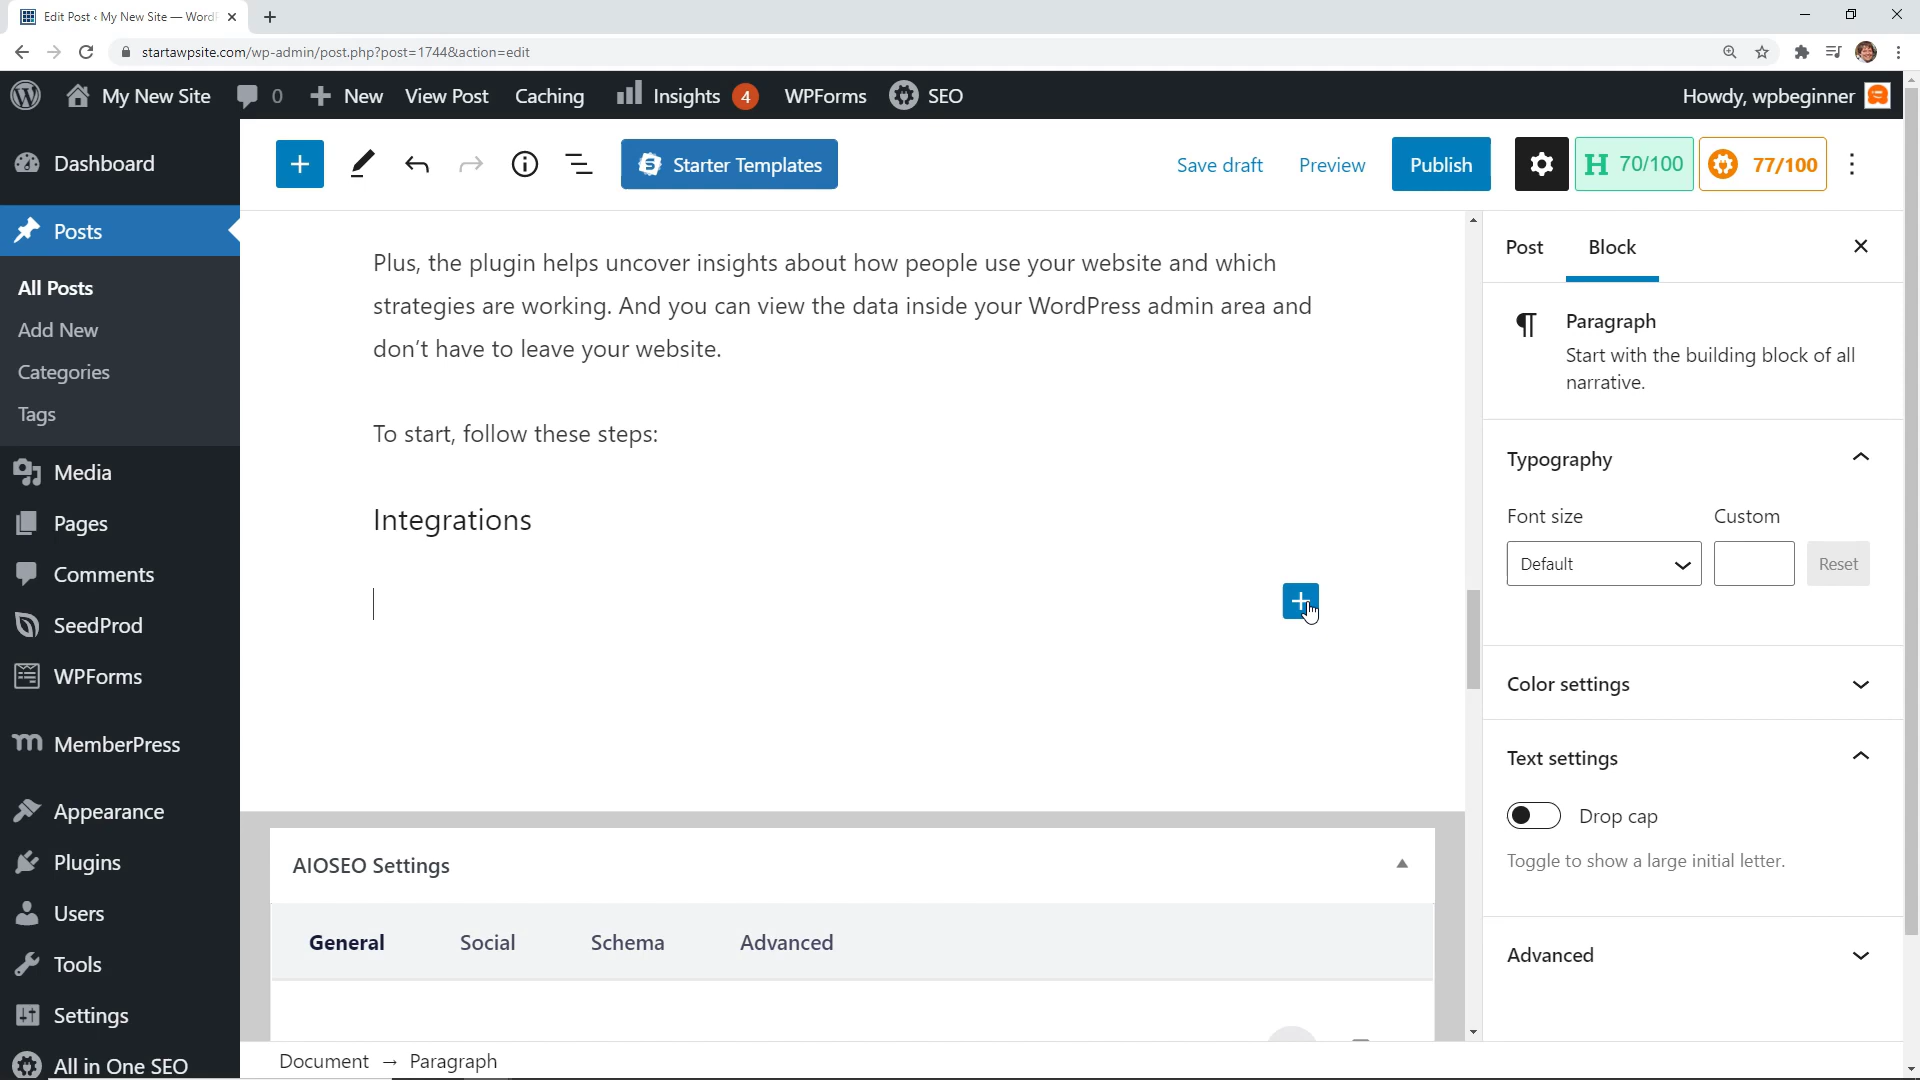 Edit Post ‹ My New Site — WordP
startawpsite.com/wp-admin/post.php?post=1744&action=edit
My New Site 0 New View Post Caching Insights 4 WPForms SEO Howdy, wpbeginner
Dashboard
Posts
All Posts
Add New
Categories
Tags
Media
Pages
Comments
SeedProd
WPForms
MemberPress
Appearance
Plugins
Users
Tools
Settings
All in One SEO
Starter Templates Save draft Preview Publish H 70/100 77/100
Plus, the plugin helps uncover insights about how people use your website and which
strategies are working. And you can view the data inside your WordPress admin area and
don't have to leave your website.
To start, follow these steps:
Integrations
AIOSEO Settings
General Social Schema Advanced
Document → Paragraph
Post Block
Paragraph
Start with the building block of all
narrative.
Typography
Font size Custom
Default Reset
Color settings
Text settings
Drop cap
Toggle to show a large initial letter.
Advanced